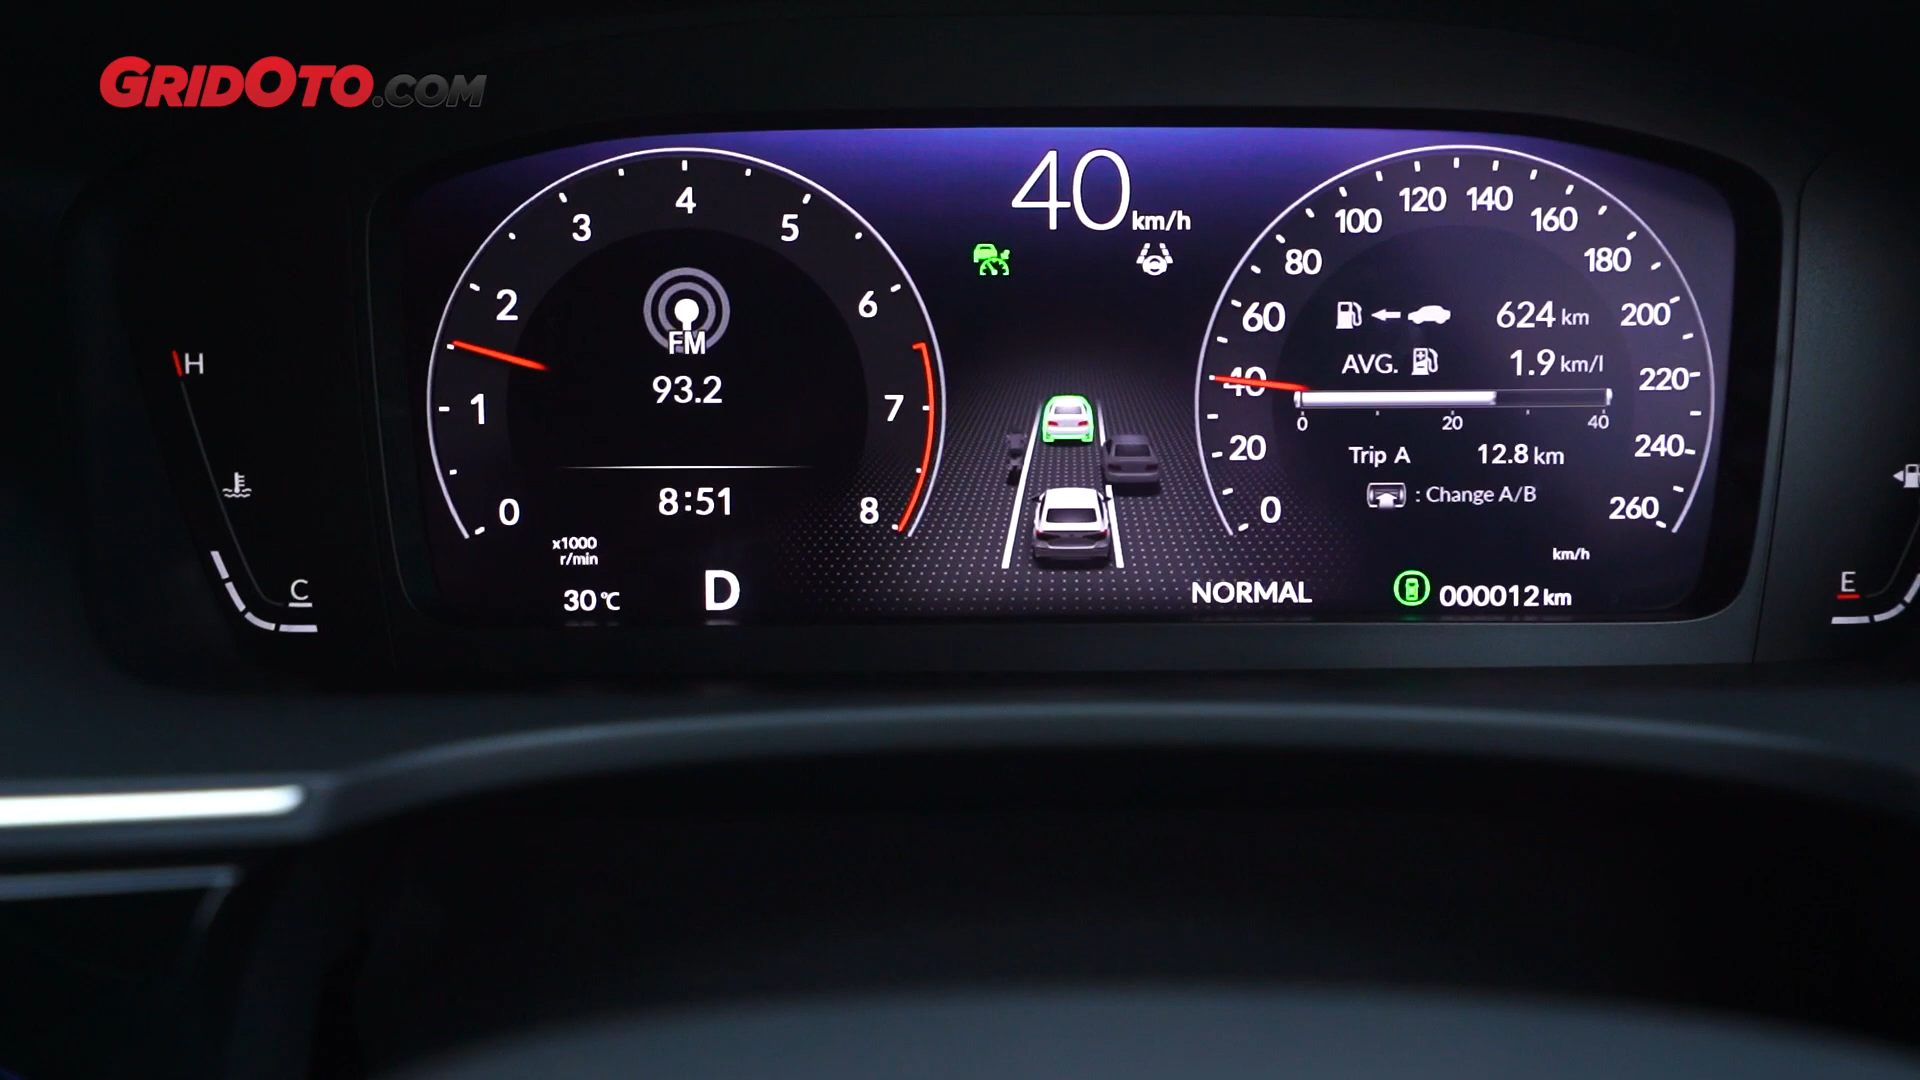 GRIDOTO.COM
40 km/h
0 1 2 3 4 5 6 7 8
x1000
r/min
FM
93.2
8:51
30 °C
D
0 20 40 60 80 100 120 140 160 180 200 220 240 260
624 km
AVG. 1.9 km/l
0 20 40
Trip A 12.8 km
: Change A/B
km/h
NORMAL
000012 km
H
C
E